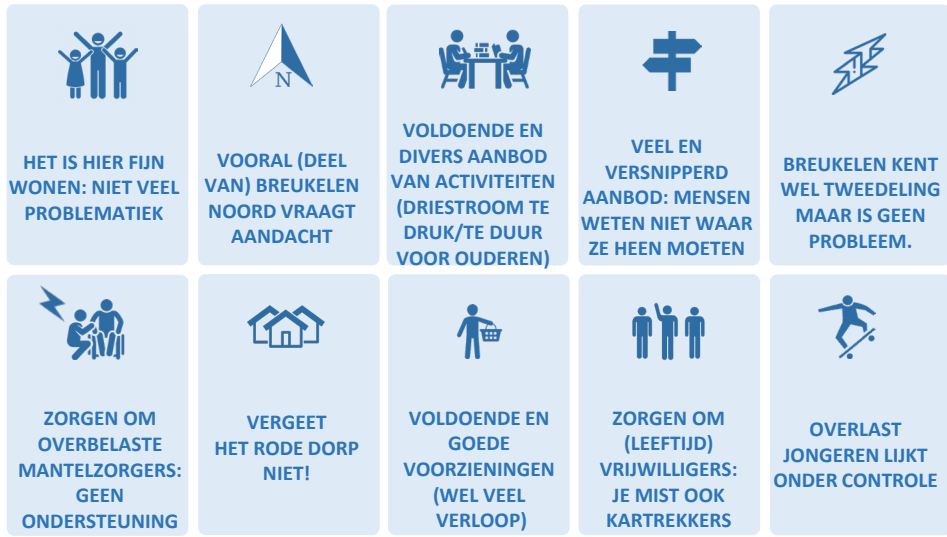 HET IS HIER FIJN
WONEN: NIET VEEL
PROBLEMATIEK
N
VOORAL (DEEL
VAN) BREUKELEN
NOORD VRAAGT
AANDACHT
VOLDOENDE EN
DIVERS AANBOD
VAN ACTIVITEITEN
(DRIESTROOM TE
DRUK/TE DUUR
VOOR OUDEREN)
VEEL EN
VERSNIPPERD
AANBOD: MENSEN
WETEN NIET WAAR
ZE HEEN MOETEN
BREUKELEN KENT
WEL TWEEDELING
MAAR IS GEEN
PROBLEEM.
ZORGEN OM
OVERBELASTE
MANTELZORGERS:
GEEN
ONDERSTEUNING
VERGEET
HET RODE DORP
NIET!
VOLDOENDE EN
GOEDE
VOORZIENINGEN
(WEL VEEL
VERLOOP)
ZORGEN OM
(LEEFTIJD)
VRIJWILLIGERS:
JE MIST OOK
KARTREKKERS
OVERLAST
JONGEREN LIJKT
ONDER CONTROLE